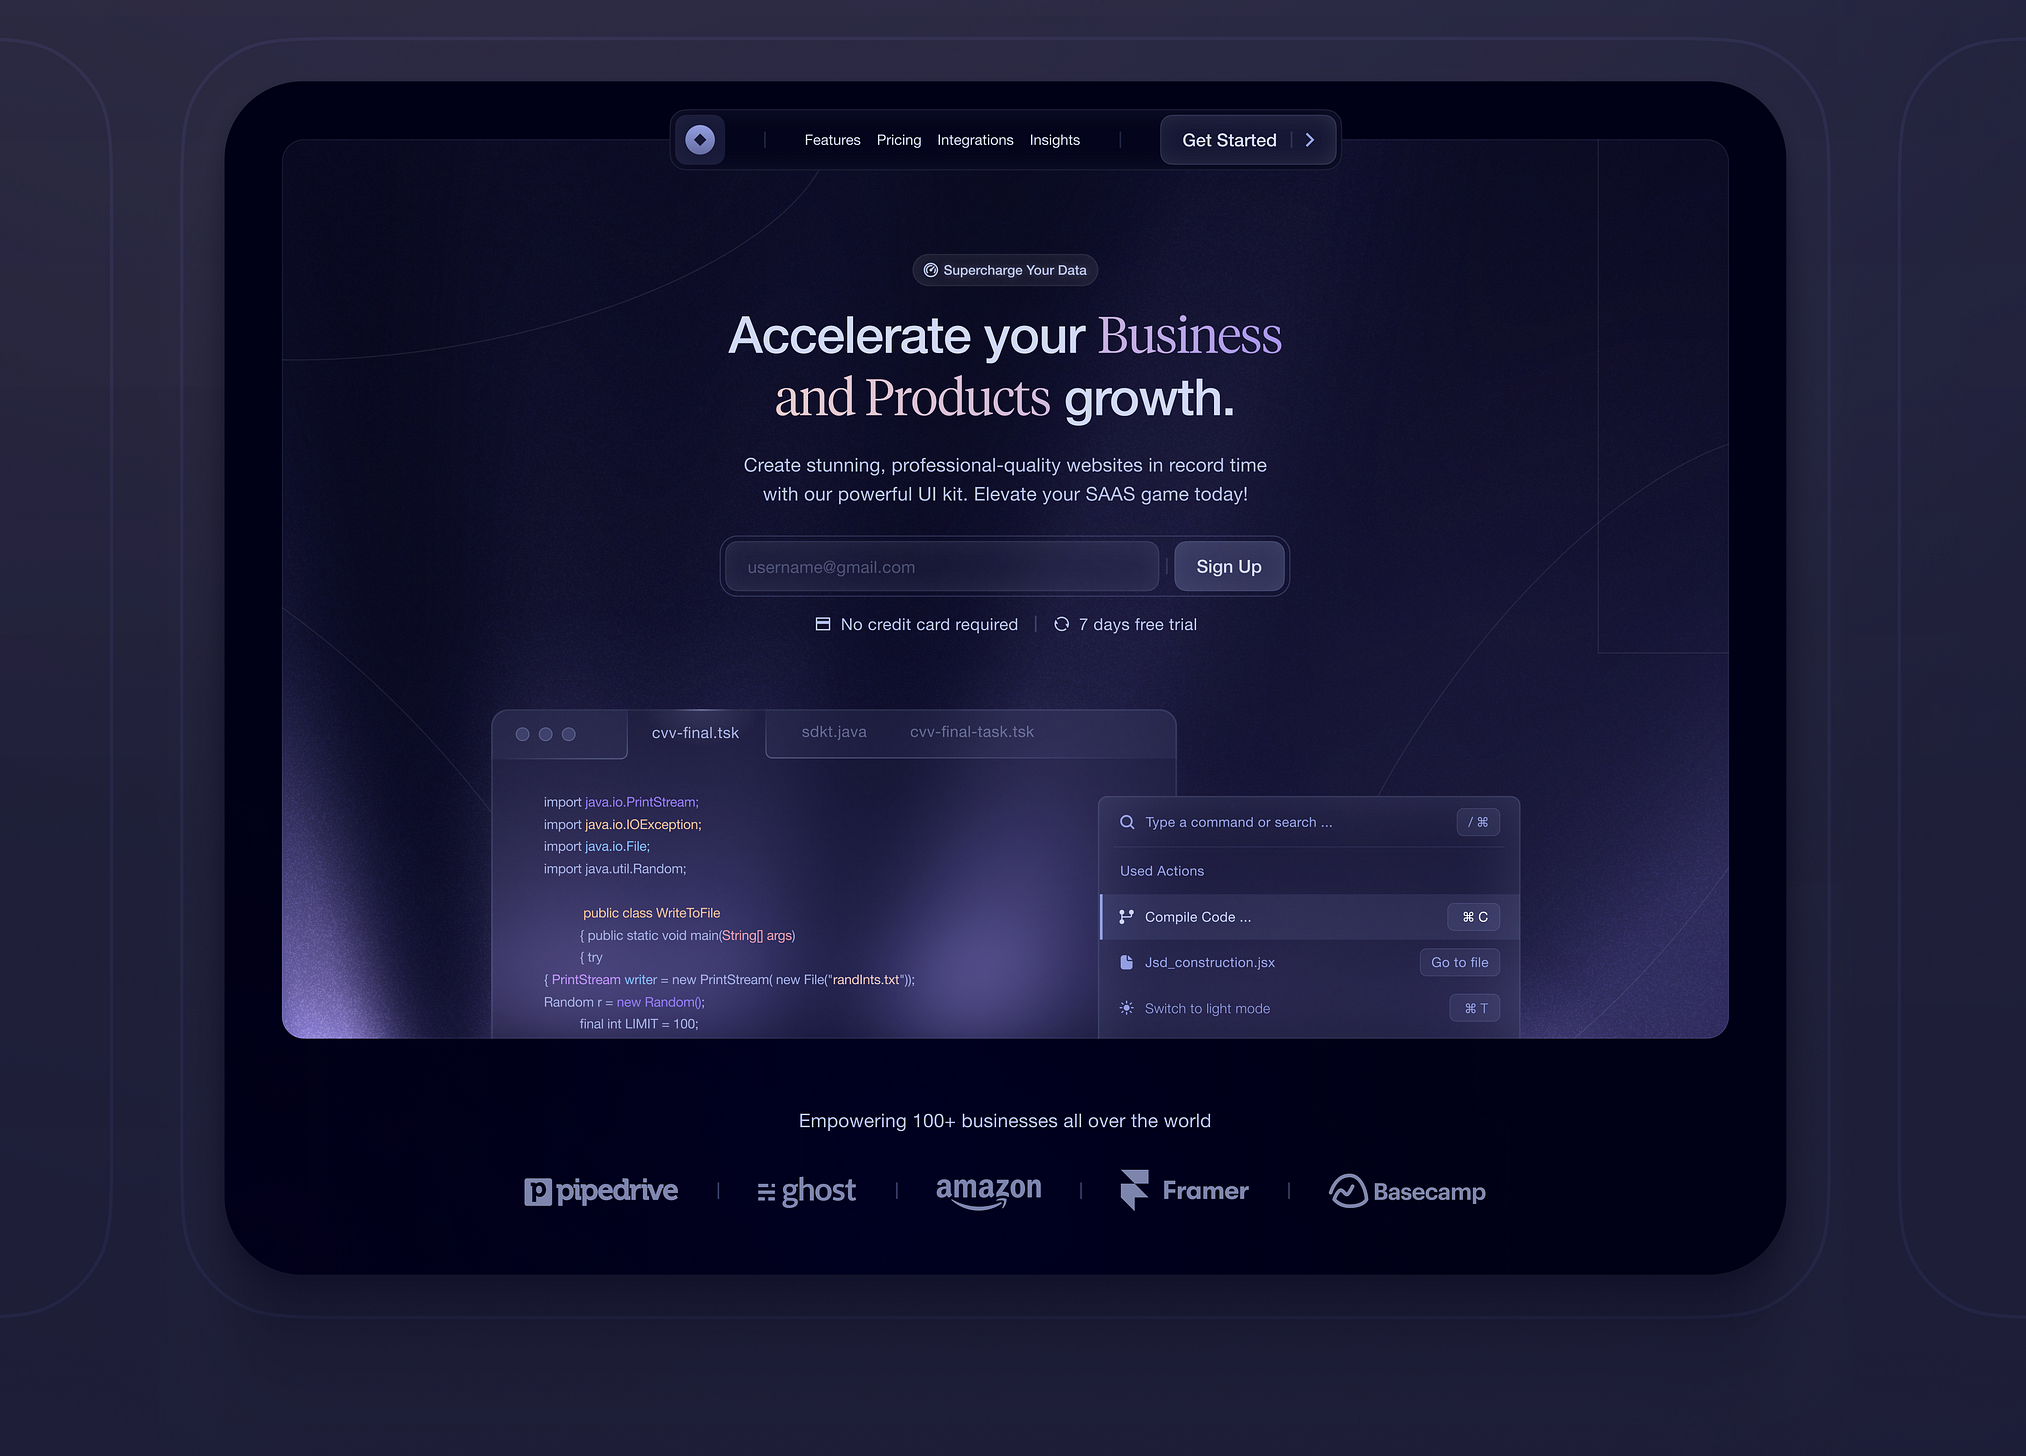 Features Pricing Integrations Insights Get Started
Supercharge Your Data
Accelerate your Business
and Products growth.
Create stunning, professional-quality websites in record time
with our powerful UI kit. Elevate your SAAS game today!
username@gmail.com Sign Up
No credit card required 7 days free trial
cvv-final.tsk sdkt.java cvv-final-task.tsk
import java.io.PrintStream;
import java.io.IOException;
import java.io.File;
import java.util.Random;
public class WriteToFile
{ public static void main(String[] args)
{ try
{ PrintStream writer = new PrintStream( new File("randInts.txt"));
Random r = new Random();
final int LIMIT = 100;
Type a command or search ... / ⌘
Used Actions
Compile Code ... ⌘ C
Jsd_construction.jsx Go to file
Switch to light mode ⌘ T
Empowering 100+ businesses all over the world
pipedrive ghost amazon Framer Basecamp